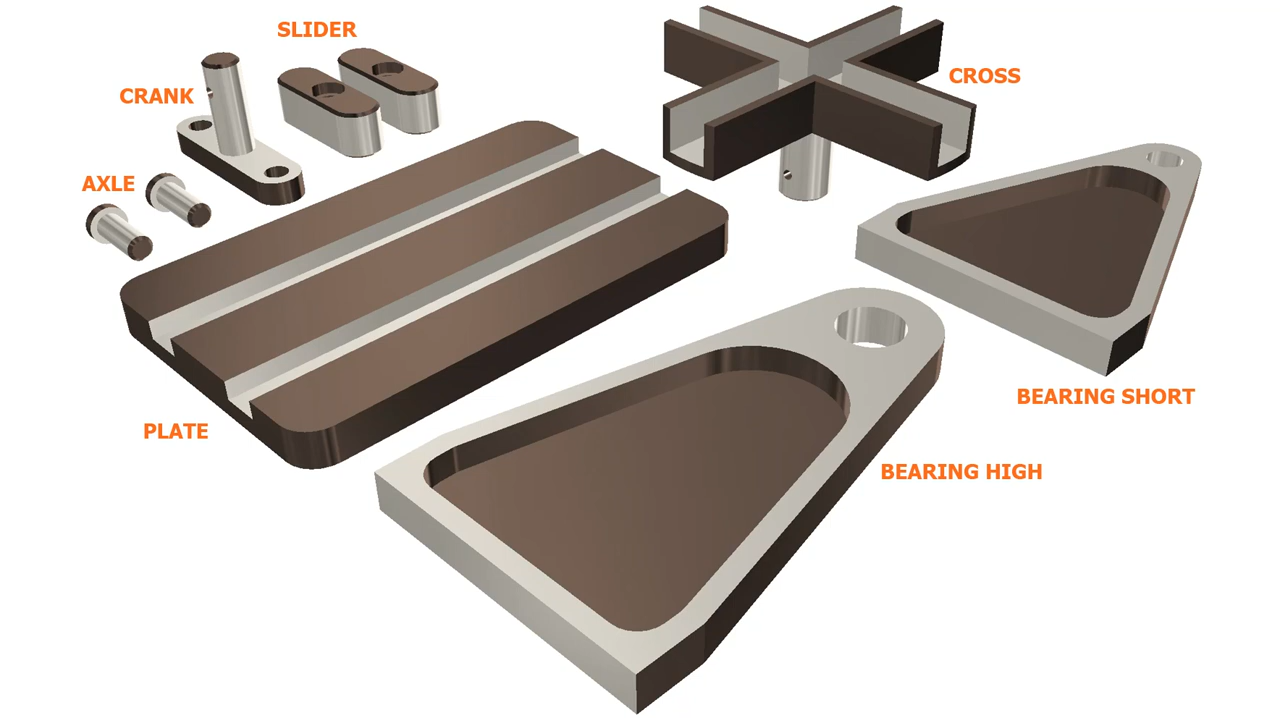 SLIDER
CRANK
CROSS
AXLE
PLATE
BEARING SHORT
BEARING HIGH